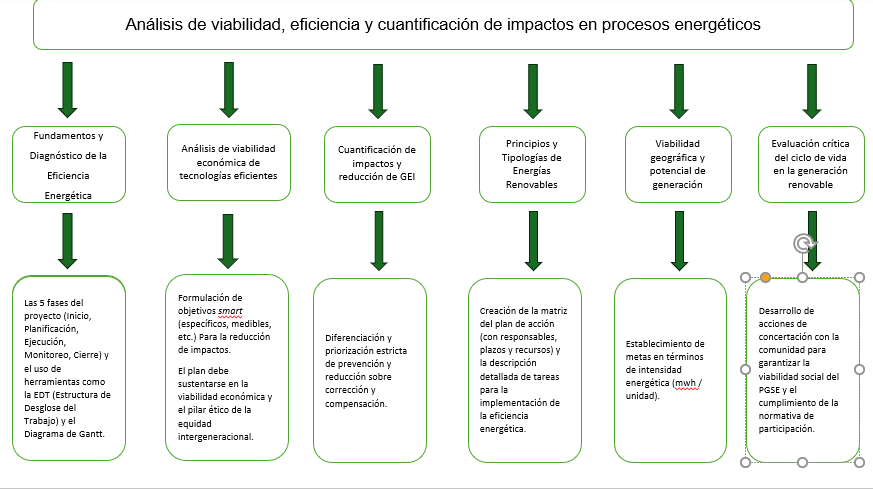 Análisis de viabilidad, eficiencia y cuantificación de impactos en procesos energéticos
Fundamentos y
Diagnóstico de la
Eficiencia
Energética
Análisis de viabilidad
económica de
tecnologías eficientes
Cuantificación de
impactos y
reducción de GEI
Principios y
Tipologías de
Energías
Renovables
Viabilidad
geográfica y
potencial de
generación
Evaluación crítica
del ciclo de vida
en la generación
renovable
Las 5 fases del
proyecto (Inicio,
Planificación,
Ejecución,
Monitoreo, Cierre) y
el uso de
herramientas como
la EDT (Estructura de
Desglose del
Trabajo) y el
Diagrama de Gantt.
Formulación de
objetivos smart
(específicos, medibles,
etc.) Para la reducción
de impactos.
El plan debe
sustentarse en la
viabilidad económica y
el pilar ético de la
equidad
intergeneracional.
Diferenciación y
priorización estricta
de prevención y
reducción sobre
corrección y
compensación.
Creación de la matriz
del plan de acción
(con responsables,
plazos y recursos) y
la descripción
detallada de tareas
para la
implementación de
la eficiencia
energética.
Establecimiento de
metas en términos
de intensidad
energética (mwh /
unidad).
Desarrollo de
acciones de
concertación con la
comunidad para
garantizar la
viabilidad social del
PGSE y el
cumplimiento de la
normativa de
participación.